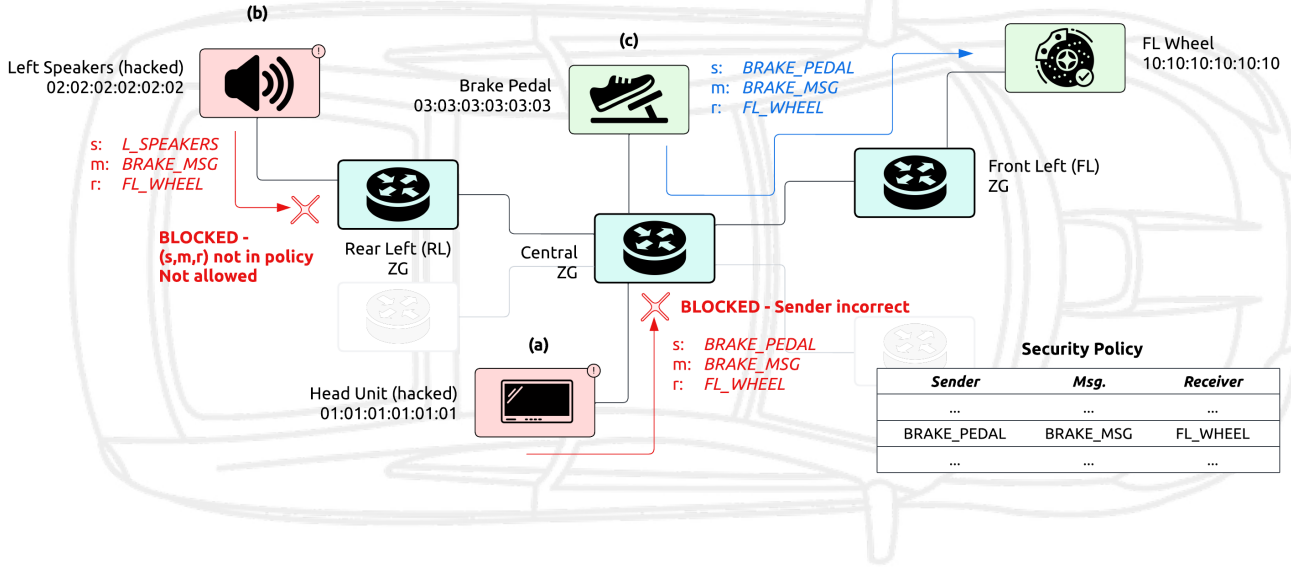 (b)
Left Speakers (hacked)
02:02:02:02:02:02
s: L_SPEAKERS
m: BRAKE_MSG
r: FL_WHEEL
BLOCKED -
(s,m,r) not in policy
Not allowed
Rear Left (RL)
ZG
(c)
Brake Pedal
03:03:03:03:03:03
s: BRAKE_PEDAL
m: BRAKE_MSG
r: FL_WHEEL
FL Wheel
10:10:10:10:10:10
Front Left (FL)
ZG
Central
ZG
BLOCKED - Sender incorrect
s: BRAKE_PEDAL
m: BRAKE_MSG
r: FL_WHEEL
(a)
Head Unit (hacked)
01:01:01:01:01:01
Security Policy
Sender Msg. Receiver
... ... ...
BRAKE_PEDAL BRAKE_MSG FL_WHEEL
... ... ...